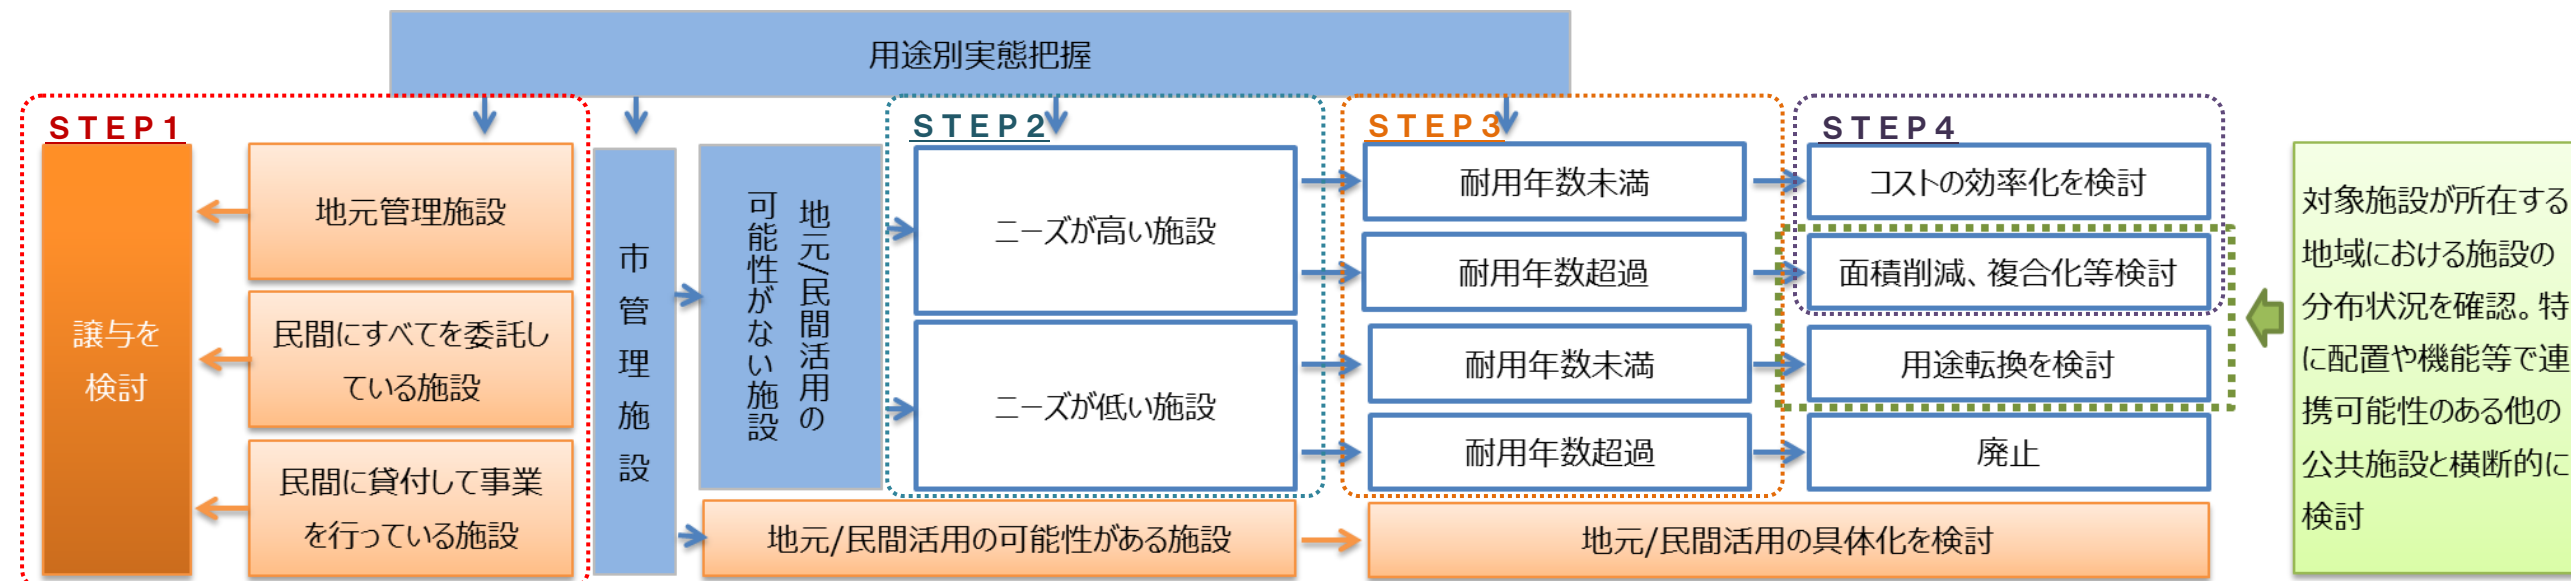 用途別実態把握
STEP1
譲与を
検討
地元管理施設
民間にすべてを委託し
ている施設
民間に貸付して事業
を行っている施設
市管理施設
地元/民間活用の
可能性がない施設
STEP2
ニーズが高い施設
ニーズが低い施設
STEP3
耐用年数未満
耐用年数超過
耐用年数未満
耐用年数超過
STEP4
コストの効率化を検討
面積削減、複合化等検討
用途転換を検討
廃止
地元/民間活用の可能性がある施設
地元/民間活用の具体化を検討
対象施設が所在する
地域における施設の
分布状況を確認。特
に配置や機能等で連
携可能性のある他の
公共施設と横断的に
検討